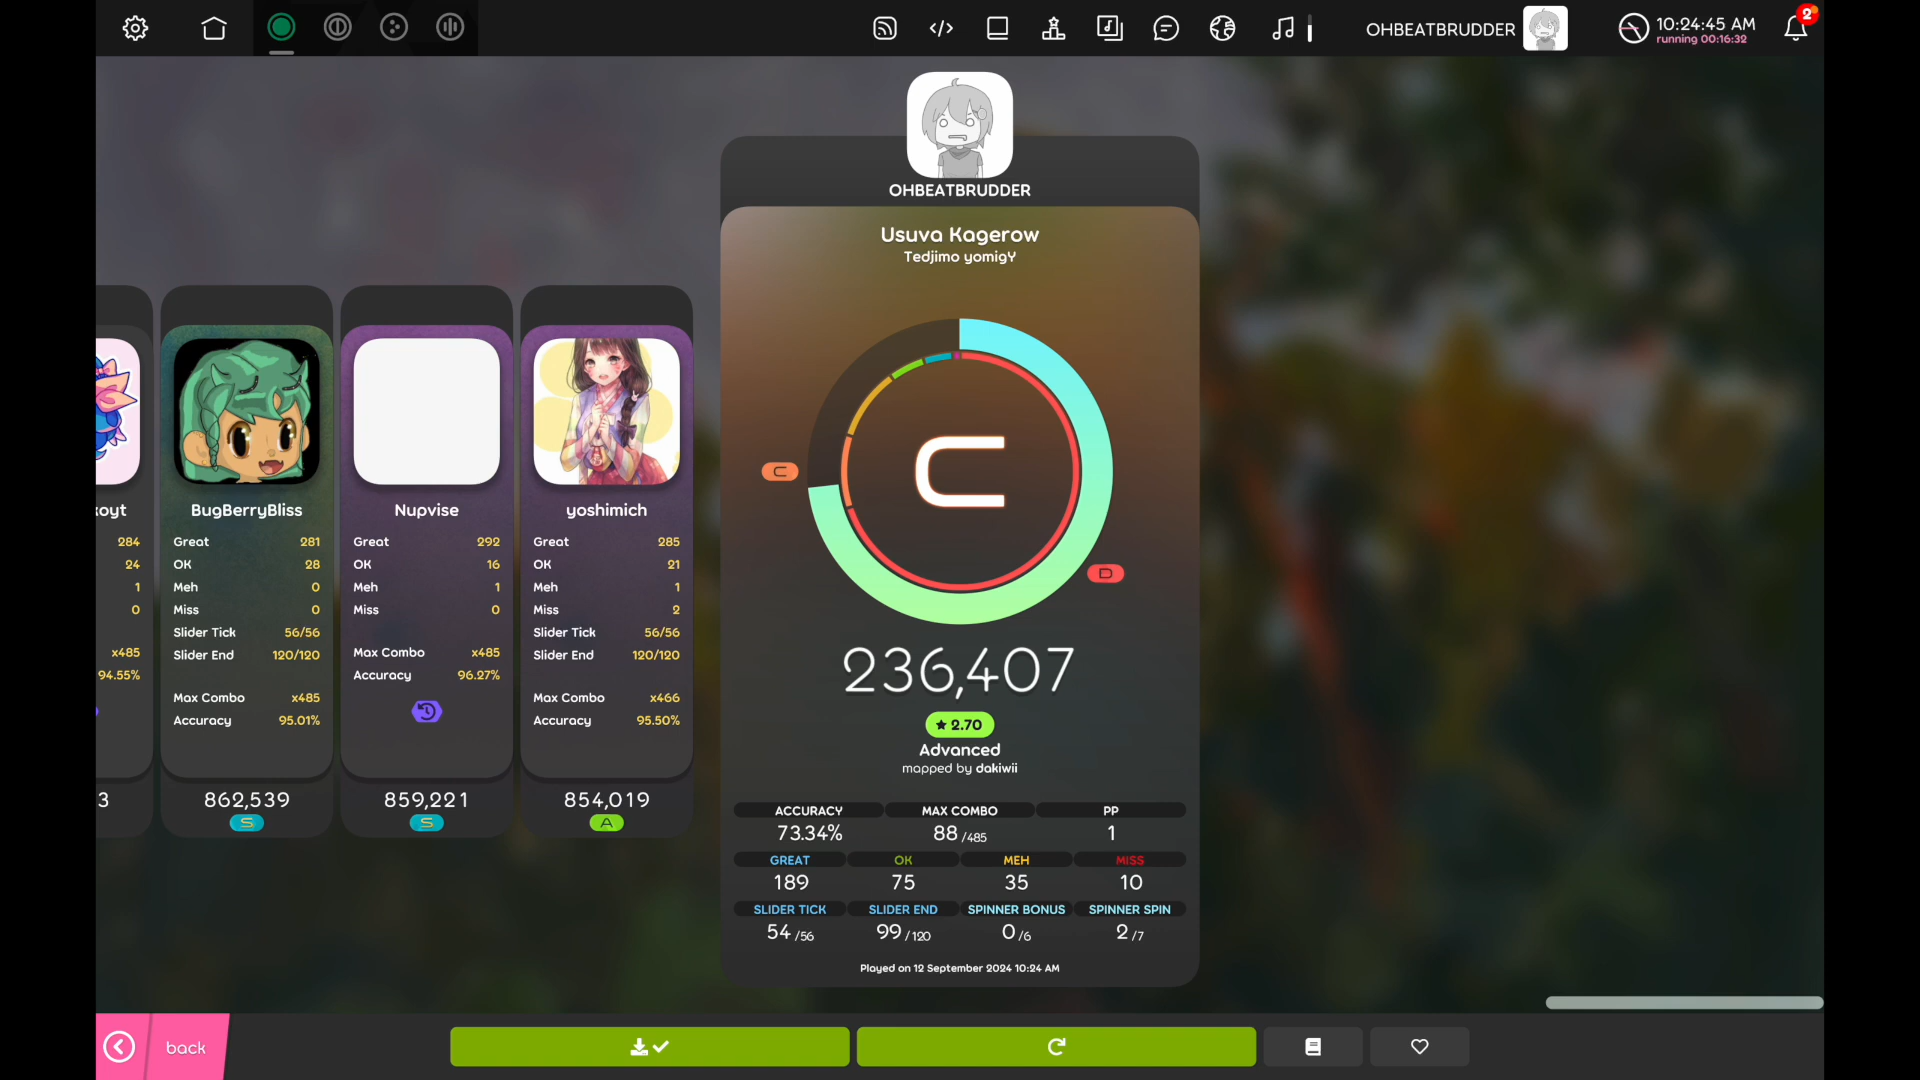 OHBEATBRUDDER
10:24:45 AM
running 00:16:32
2
OHBEATBRUDDER
Usuva Kagerow
Tedjimo yomigY
C
C
D
236,407
2.70
Advanced
mapped by dakiwii
ACCURACY MAX COMBO PP
73.34% 88 /485 1
GREAT OK MEH MISS
189 75 35 10
SLIDER TICK SLIDER END SPINNER BONUS SPINNER SPIN
54 /56 99 /120 0 /6 2 /7
Played on 12 September 2024 10:24 AM
koyt
284
24
1
0
x485
94.55%
3
BugBerryBliss
Great 281
OK 28
Meh 0
Miss 0
Slider Tick 56/56
Slider End 120/120
Max Combo x485
Accuracy 95.01%
862,539
S
Nupvise
Great 292
OK 16
Meh 1
Miss 0
Max Combo x485
Accuracy 96.27%
859,221
S
yoshimich
Great 285
OK 21
Meh 1
Miss 2
Slider Tick 56/56
Slider End 120/120
Max Combo x466
Accuracy 95.50%
854,019
A
back